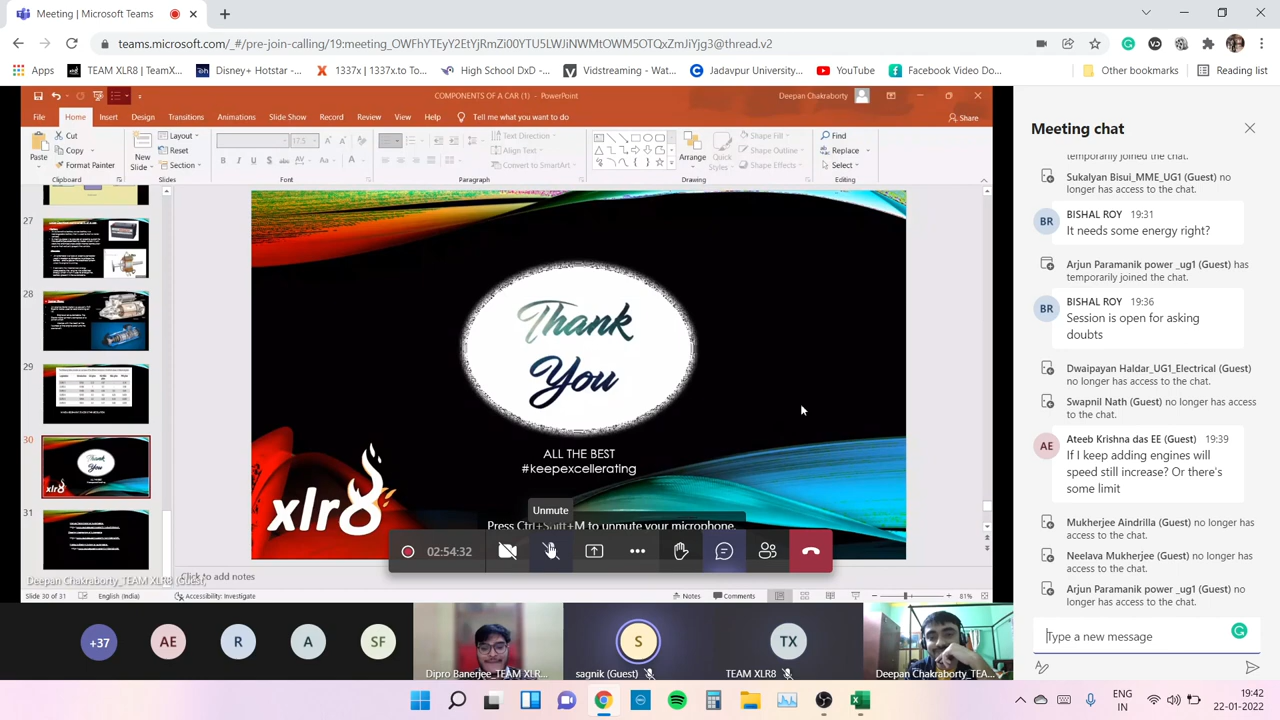 Meeting | Microsoft Teams
teams.microsoft.com/_#/pre-join-calling/19:meeting_OWFhYTEyY2EtYjRmZi00YTU5LWJiNWMtOWM5OTQxZmJiYjg3@thread.v2
Apps
TEAM XLR8 | TeamX...
Disney+ Hotstar -...
1337x | 1337x.to To...
High School DxD -...
Vidstreaming - Wat...
Jadavpur University...
YouTube
Facebook Video Do...
Other bookmarks
Reading list
COMPONENTS OF A CAR (1) - PowerPoint
Deepan Chakraborty
File
Home
Insert
Design
Transitions
Animations
Slide Show
Record
Review
View
Help
Tell me what you want to do
Share
Paste
Cut
Copy
Format Painter
Clipboard
New
Slide
Layout
Reset
Section
Slides
17.5
Font
Text Direction
Align Text
Convert to SmartArt
Paragraph
Arrange
Quick
Styles
Shape Fill
Shape Outline
Shape Effects
Drawing
Find
Replace
Select
Editing
27
28
29
30
31
Thank
You
ALL THE BEST
#keepexcellerating
xlr8
Unmute
Press Ctrl+Shift+M to unmute your microphone.
02:54:32
Deepan Chakraborty_TEAM XLR8 (Guest)
Click to add notes
Slide 30 of 31
English (India)
Accessibility: Investigate
Notes
Comments
81%
+37
AE
R
A
SF
Dipro Banerjee_TEAM XLR...
S
sagnik (Guest)
TX
TEAM XLR8
Deepan Chakraborty_TEA...
Meeting chat
temporarily joined the chat.
Sukalyan Bhui_MME_UG1 (Guest) no
longer has access to the chat.
BR
BISHAL ROY 19:31
It needs some energy right?
Arjun Paramanik power _ug1 (Guest) has
temporarily joined the chat.
BR
BISHAL ROY 19:36
Session is open for asking
doubts
Dwaipayan Haldar_UG1_Electrical (Guest)
no longer has access to the chat.
Swapnil Nath (Guest) no longer has access
to the chat.
AE
Ateeb Krishna das EE (Guest) 19:39
If I keep adding engines will
speed still increase? Or there's
some limit
Mukherjee, Anisha (Guest) no longer has
access to the chat.
Neelava Mukherjee (Guest) no longer has
access to the chat.
Arjun Paramanik power _ug1 (Guest) no
longer has access to the chat.
Type a new message
ENG
IN
19:42
22-01-2022